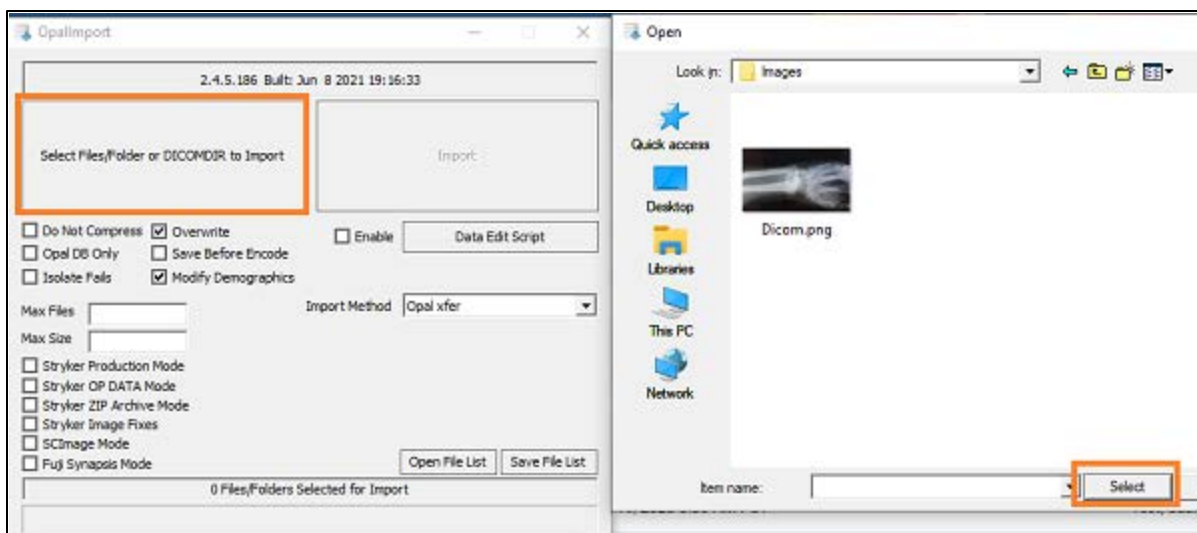 OpalImport
2.4.5.186 Built: Jun 8 2021 19:16:33
Select Files/Folder or DICOMDIR to Import
Import
Do Not Compress Overwrite
Enable
Data Edit Script
Opal DB Only Save Before Encode
Isolate Fails Modify Demographics
Max Files
Import Method Opal xfer
Max Size
Stryker Production Mode
Stryker OP DATA Mode
Stryker ZIP Archive Mode
Stryker Image Fixes
SCImage Mode
Fuji Synapsis Mode
Open File List Save File List
0 Files/Folders Selected for Import
Open
Look in: Images
Quick access
Desktop
Libraries
This PC
Network
Dicom.png
Item name:
Select